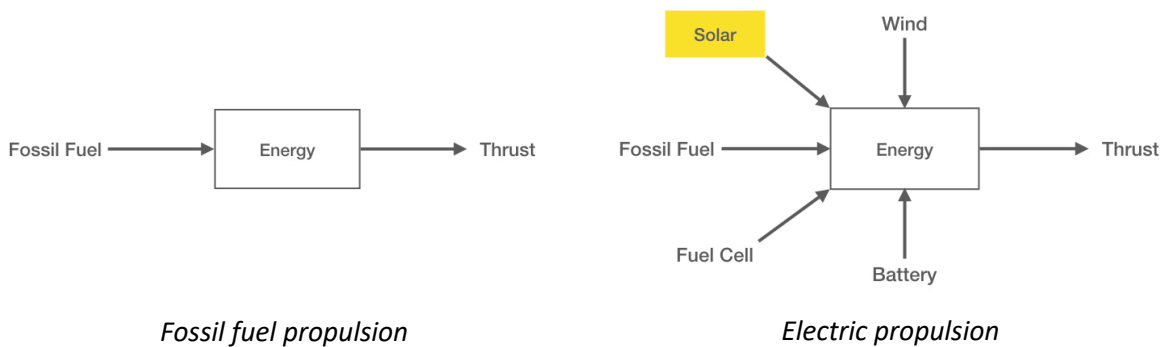 Fossil Fuel
Energy
Thrust
Fossil fuel propulsion
Solar
Wind
Fossil Fuel
Energy
Thrust
Fuel Cell
Battery
Electric propulsion